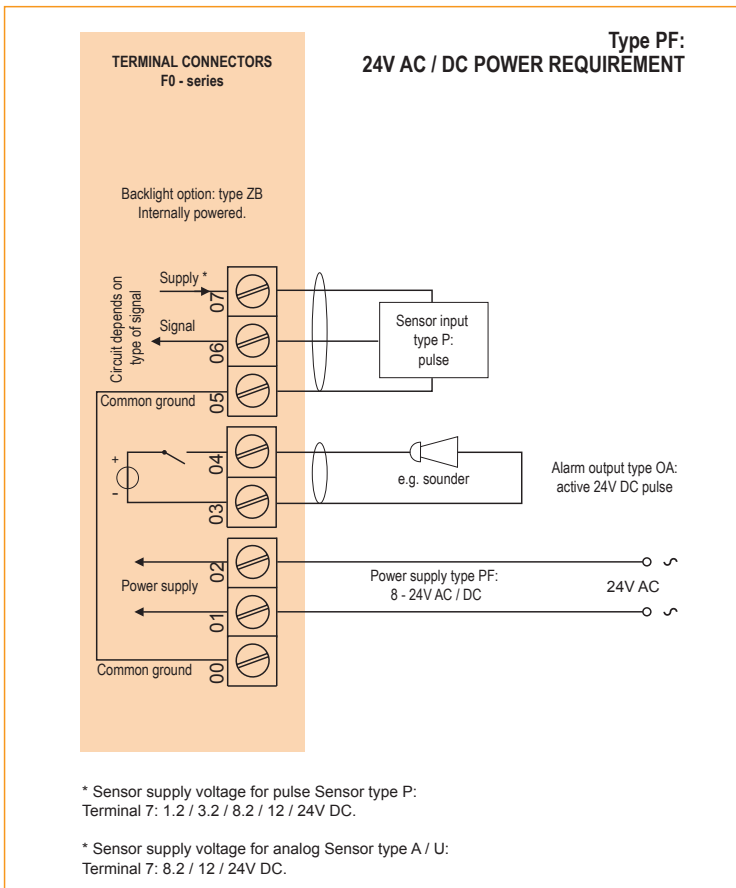 Type PF:
24V AC / DC POWER REQUIREMENT
TERMINAL CONNECTORS
F0 - series
Backlight option: type ZB
Internally powered.
Circuit depends on
type of signal
Supply *
07
Signal
06
Common ground
05
Sensor input
type P:
pulse
+
-
04
03
e.g. sounder
Alarm output type OA:
active 24V DC pulse
02
Power supply
01
Power supply type PF:
8 - 24V AC / DC
24V AC
Common ground
00
* Sensor supply voltage for pulse Sensor type P:
Terminal 7: 1.2 / 3.2 / 8.2 / 12 / 24V DC.
* Sensor supply voltage for analog Sensor type A / U:
Terminal 7: 8.2 / 12 / 24V DC.